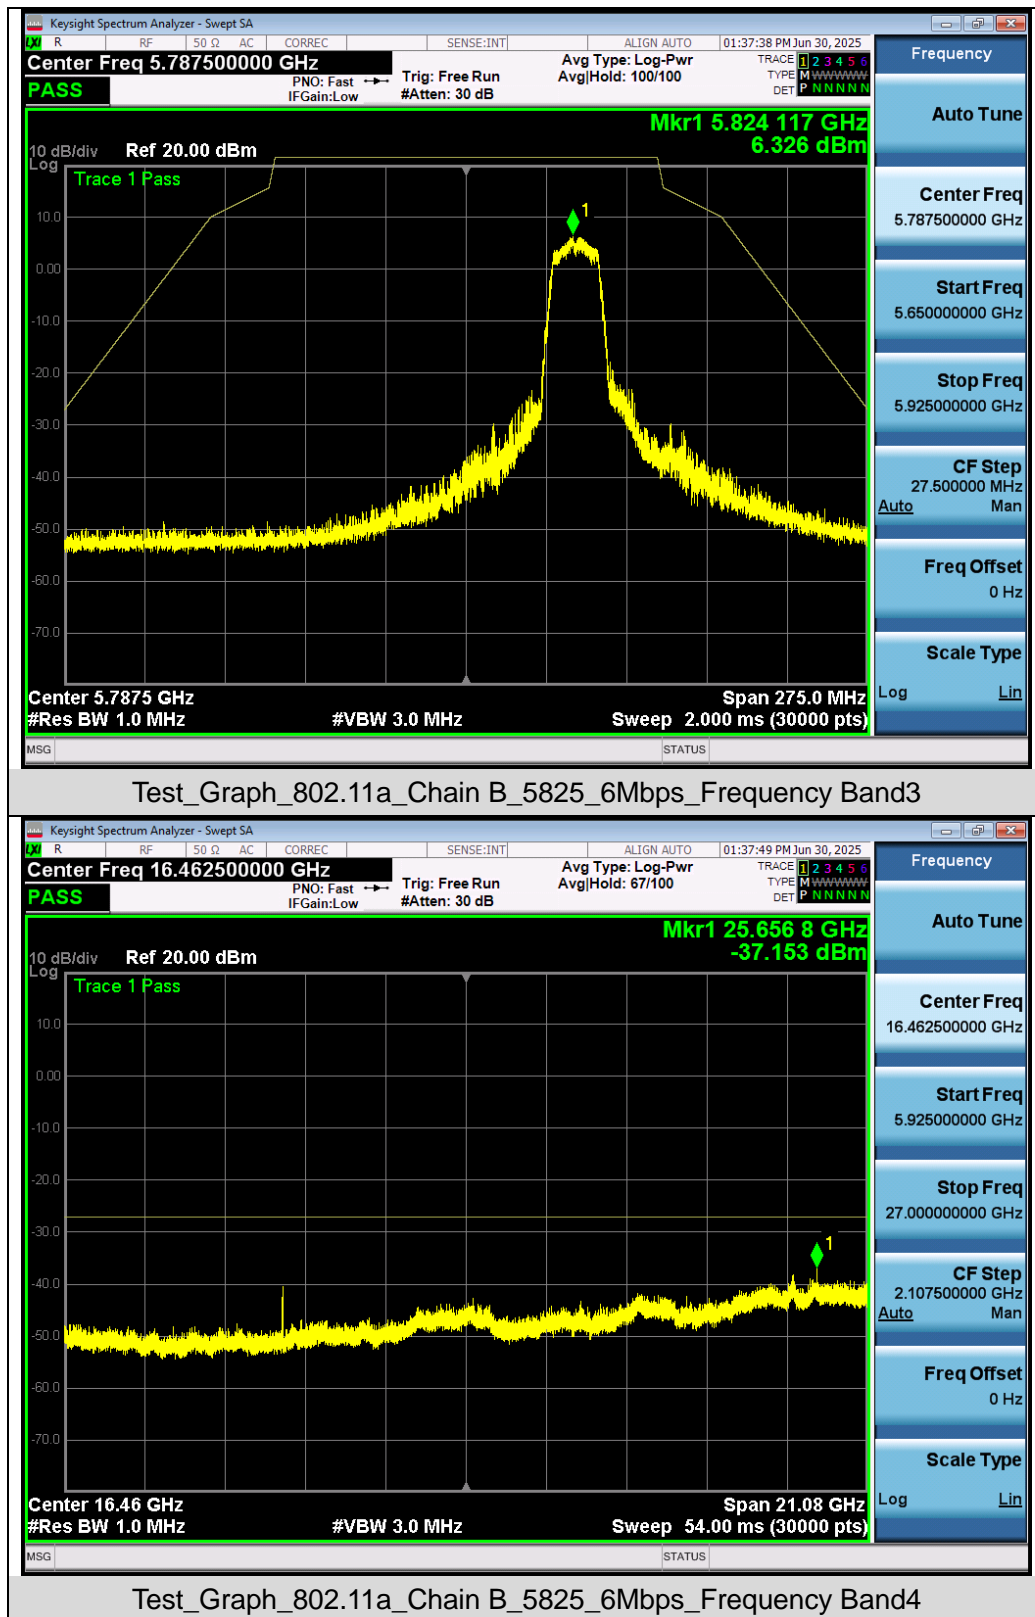 Keysight Spectrum Analyzer - Swept SA
LXI R RF 50 Ω AC CORREC SENSE:INT ALIGN AUTO 01:37:38 PM Jun 30, 2025
Center Freq 5.787500000 GHz
PASS
PNO: Fast
IFGain:Low
Trig: Free Run
#Atten: 30 dB
Avg Type: Log-Pwr
Avg|Hold: 100/100
TRACE 1 2 3 4 5 6
TYPE M W W W W W
DET P N N N N N
Mkr1 5.824 117 GHz
6.326 dBm
10 dB/div Ref 20.00 dBm
Log
Trace 1 Pass
1
10.0
0.00
-10.0
-20.0
-30.0
-40.0
-50.0
-60.0
-70.0
Center 5.7875 GHz Span 275.0 MHz
#Res BW 1.0 MHz #VBW 3.0 MHz Sweep 2.000 ms (30000 pts)
MSG STATUS
Frequency
Auto Tune
Center Freq
5.787500000 GHz
Start Freq
5.650000000 GHz
Stop Freq
5.925000000 GHz
CF Step
27.500000 MHz
Auto Man
Freq Offset
0 Hz
Scale Type
Log Lin
Test_Graph_802.11a_Chain B_5825_6Mbps_Frequency Band3
Keysight Spectrum Analyzer - Swept SA
LXI R RF 50 Ω AC CORREC SENSE:INT ALIGN AUTO 01:37:49 PM Jun 30, 2025
Center Freq 16.462500000 GHz
PASS
PNO: Fast
IFGain:Low
Trig: Free Run
#Atten: 30 dB
Avg Type: Log-Pwr
Avg|Hold: 67/100
TRACE 1 2 3 4 5 6
TYPE M W W W W W
DET P N N N N N
Mkr1 25.656 8 GHz
-37.153 dBm
10 dB/div Ref 20.00 dBm
Log
Trace 1 Pass
1
10.0
0.00
-10.0
-20.0
-30.0
-40.0
-50.0
-60.0
-70.0
Center 16.46 GHz Span 21.08 GHz
#Res BW 1.0 MHz #VBW 3.0 MHz Sweep 54.00 ms (30000 pts)
MSG STATUS
Frequency
Auto Tune
Center Freq
16.462500000 GHz
Start Freq
5.925000000 GHz
Stop Freq
27.000000000 GHz
CF Step
2.107500000 GHz
Auto Man
Freq Offset
0 Hz
Scale Type
Log Lin
Test_Graph_802.11a_Chain B_5825_6Mbps_Frequency Band4